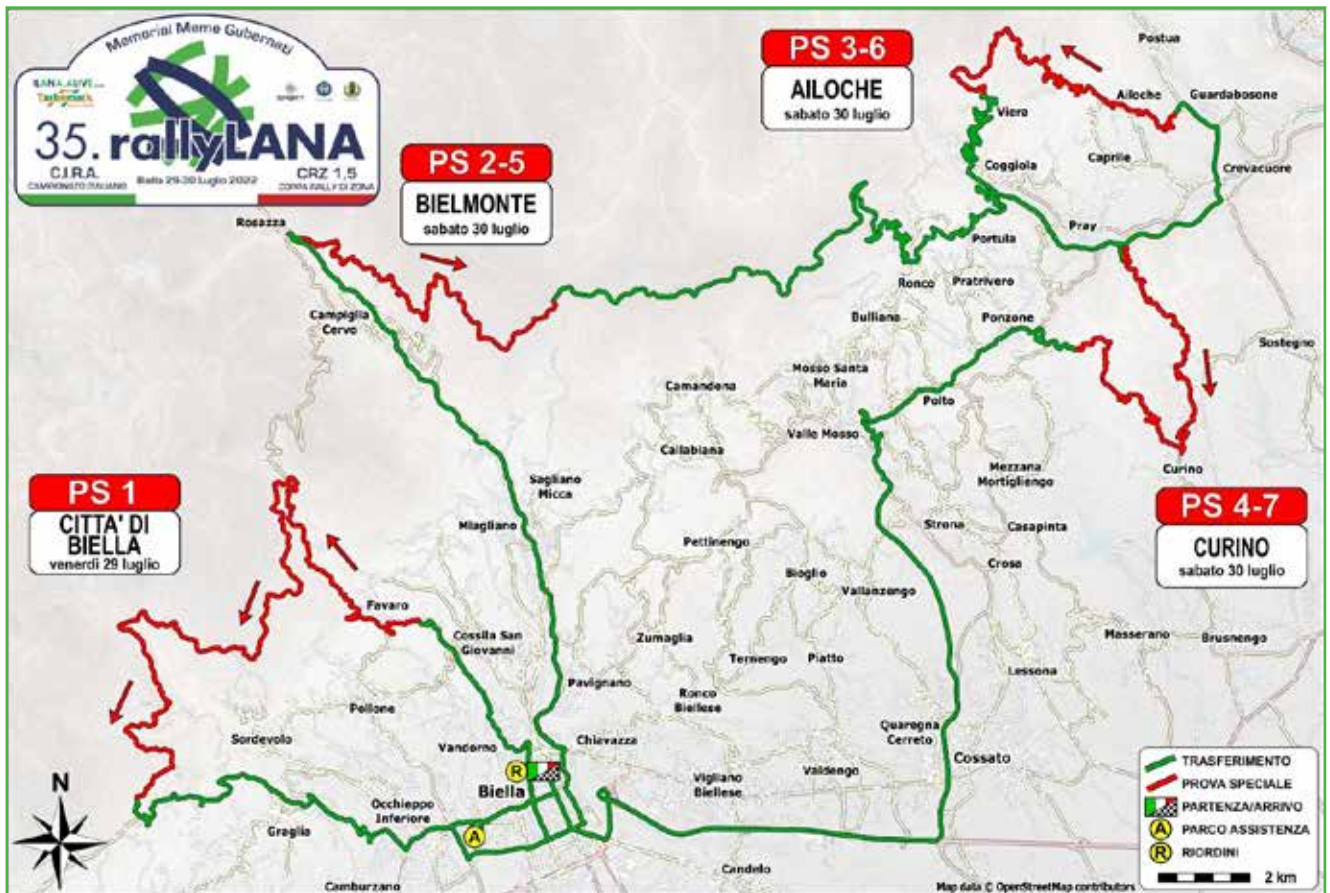 Memorial Meme Gubernati
35. rallyLANA
C.I.R.A.
CAMPIONATO ITALIANO
Biella 29-30 luglio 2022
CRZ 1,5
COPPA RALLY DI ZONA
PS 3-6
AILOCHE
sabato 30 luglio
PS 2-5
BIELMONTE
sabato 30 luglio
PS 1
CITTA' DI
BIELLA
venerdì 29 luglio
PS 4-7
CURINO
sabato 30 luglio
Postua
Ailoche
Guardabosone
Viera
Caprile
Coggiola
Crevacuore
Rosazza
Pray
Portula
Ronco
Pratrivero
Campiglia
Cervo
Bulliana
Ponzone
Sostegno
Mosso Santa
Maria
Camandona
Polto
Valle Mosso
Callabiana
Curino
Mezzana
Mortigliengo
Sagliano
Micca
Miagliano
Strona
Casapinta
Pettinengo
Crosa
Bioglio
Vallanzengo
Favaro
Cossila San
Giovanni
Zumaglia
Masserano
Brusnengo
Ternengo
Piatto
Lessona
Pavignano
Ronco
Biellese
Pollone
Sordevolo
Vandorno
Chiavazza
Quaregna
Cerreto
Cossato
R
Biella
Vigliano
Biellese
Valdengo
Occhieppo
Inferiore
A
Graglia
Candelo
Camburzano
N
TRASFERIMENTO
PROVA SPECIALE
PARTENZA/ARRIVO
A PARCO ASSISTENZA
R RIORDINI
2 km
Map data © OpenStreetMap contributors